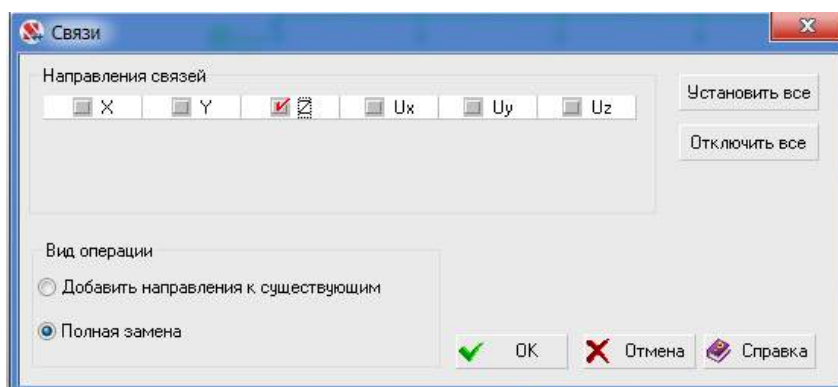 Связи
Направления связей
X Y Z Ux Uy Uz
Установить все
Отключить все
Вид операции
Добавить направления к существующим
Полная замена
OK Отмена Справка